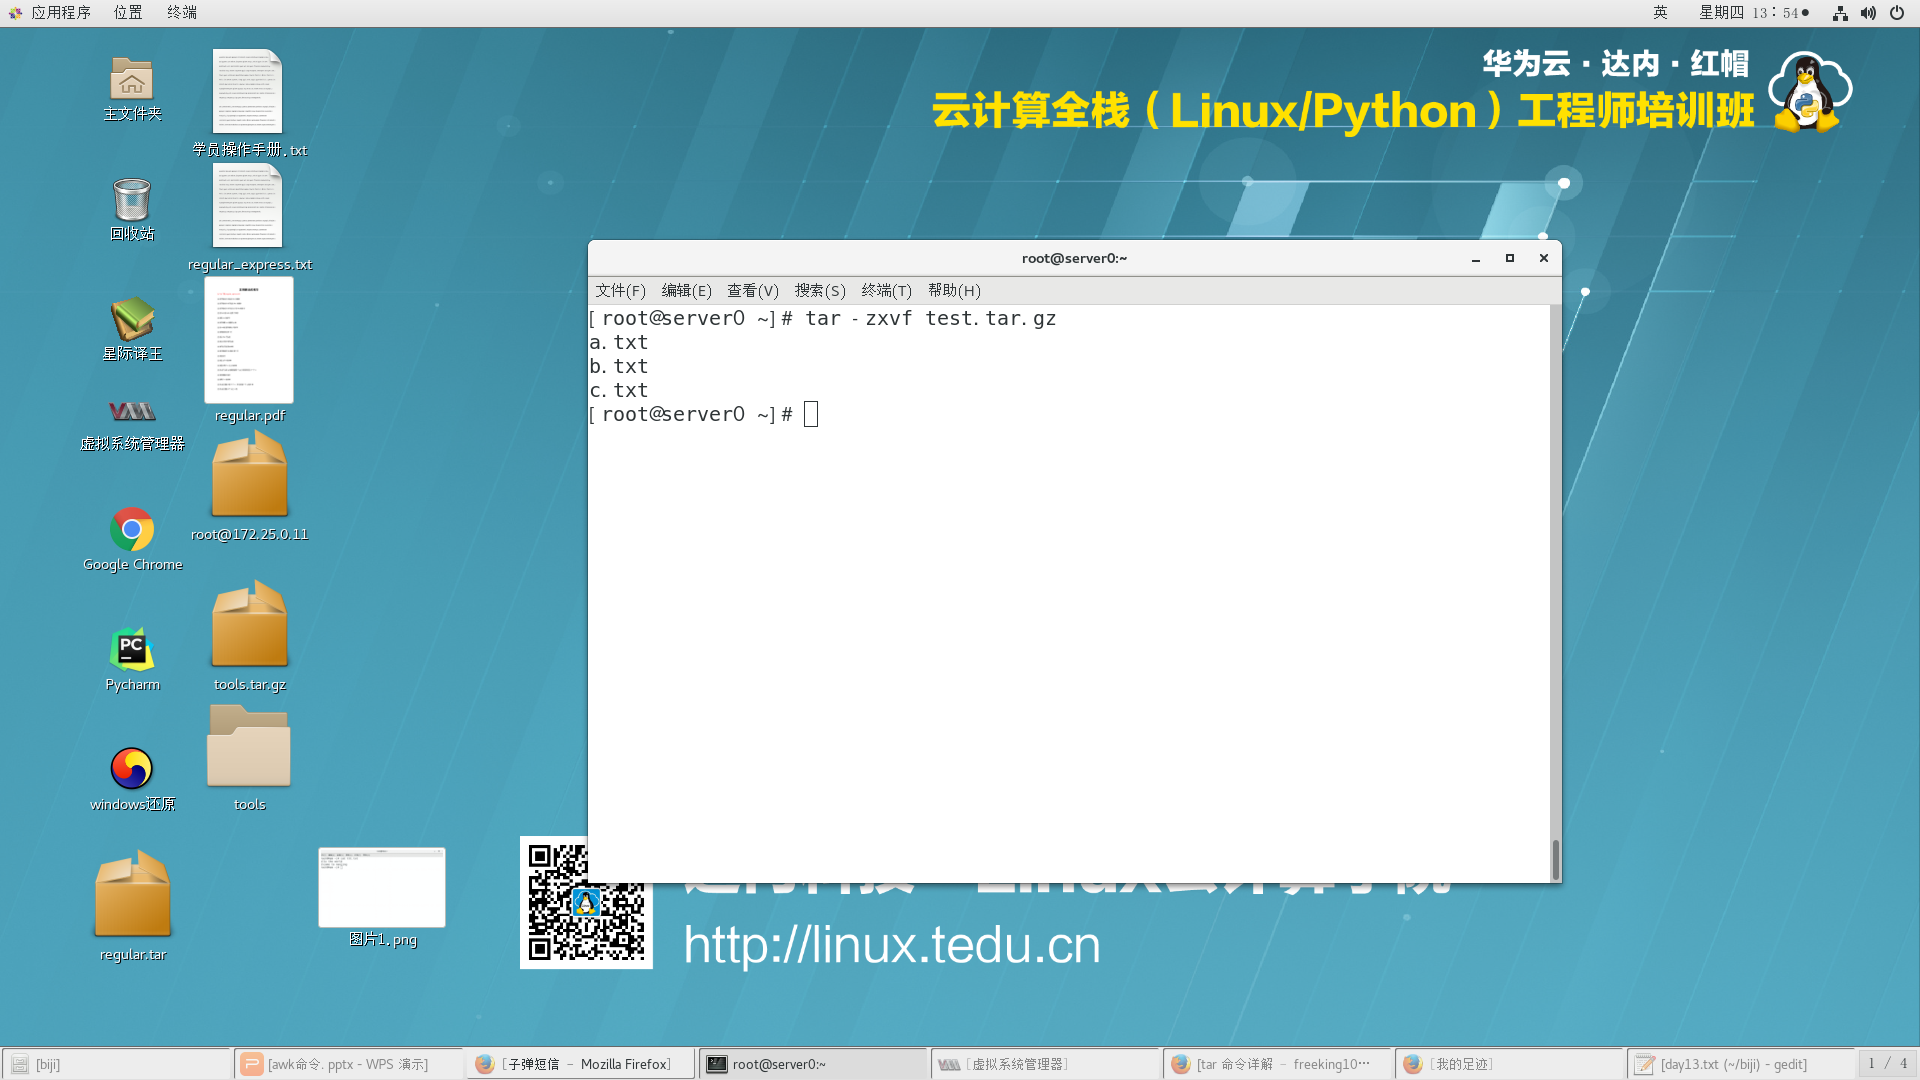 应用程序 位置 终端 英 星期四 13：54
华为云·达内·红帽
云计算全栈（Linux/Python）工程师培训班
主文件夹
学员操作手册.txt
回收站
regular_express.txt
星际译王
regular.pdf
虚拟系统管理器
root@172.25.0.11
Google Chrome
tools.tar.gz
Pycharm
PC
windows还原
tools
regular.tar
图片1.png
root@server0:~
文件(F) 编辑(E) 查看(V) 搜索(S) 终端(T) 帮助(H)
[root@server0 ~]# tar -zxvf test.tar.gz
a.txt
b.txt
c.txt
[root@server0 ~]#
http://linux.tedu.cn
[biji] [awk命令.pptx - WPS 演示] [子弹短信 － Mozilla Firefox] root@server0:~ [虚拟系统管理器] [tar 命令详解 － freeking10… [我的足迹] [day13.txt (~/biji) - gedit] 1 / 4